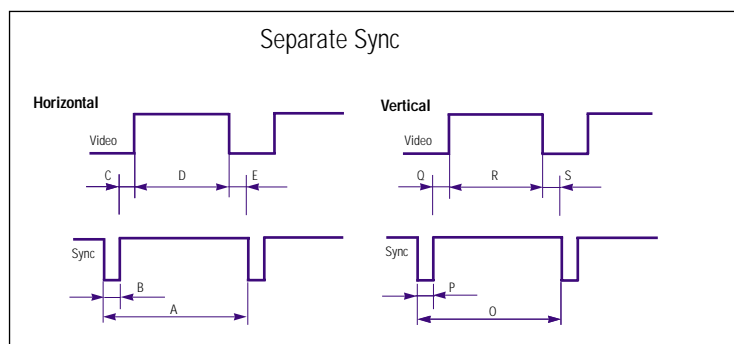 Separate Sync
Horizontal
Video
C
D
E
Sync
B
A
Vertical
Video
Q
R
S
Sync
P
O